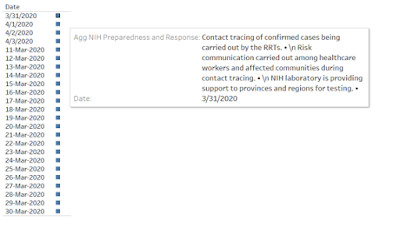 Date
3/31/2020
4/1/2020
4/2/2020
4/3/2020
11-Mar-2020
12-Mar-2020
13-Mar-2020
14-Mar-2020
15-Mar-2020
16-Mar-2020
17-Mar-2020
18-Mar-2020
19-Mar-2020
20-Mar-2020
21-Mar-2020
22-Mar-2020
23-Mar-2020
24-Mar-2020
25-Mar-2020
26-Mar-2020
27-Mar-2020
28-Mar-2020
29-Mar-2020
30-Mar-2020
Agg NIH Preparedness and Response: Contact tracing of confirmed cases being
carried out by the RRTs. • \n Risk
communication carried out among healthcare
workers and affected communities during
contact tracing. • \n NIH laboratory is providing
support to provinces and regions for testing. •
Date: 3/31/2020